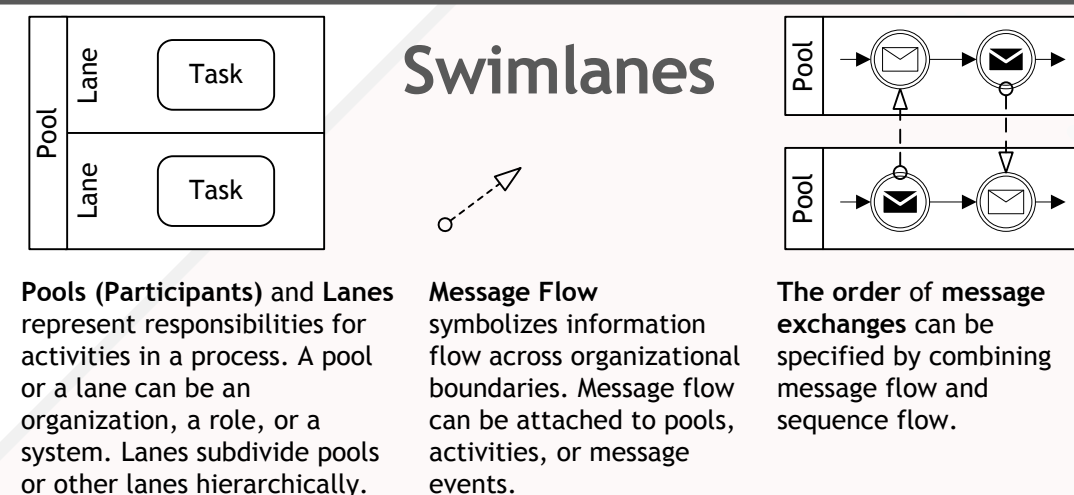 Swimlanes
Pool
Lane
Task
Lane
Task
Pool
Pool
Pools (Participants) and Lanes
represent responsibilities for
activities in a process. A pool
or a lane can be an
organization, a role, or a
system. Lanes subdivide pools
or other lanes hierarchically.
Message Flow
symbolizes information
flow across organizational
boundaries. Message flow
can be attached to pools,
activities, or message
events.
The order of message
exchanges can be
specified by combining
message flow and
sequence flow.